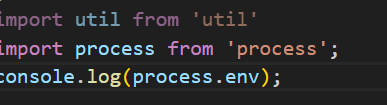 import util from 'util'
import process from 'process';
console.log(process.env);